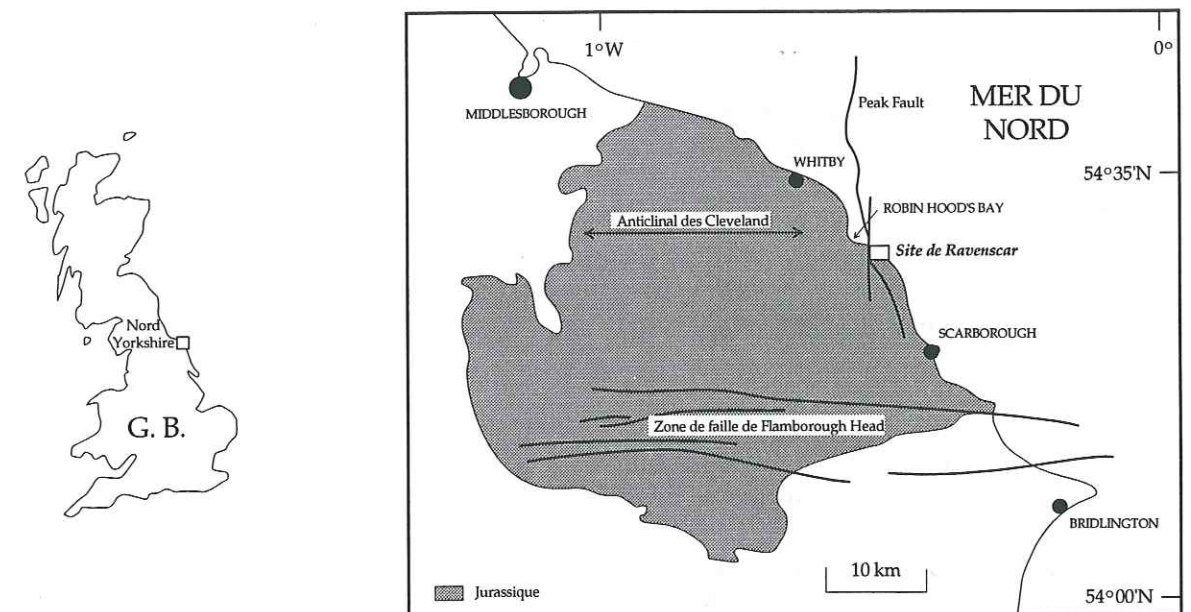 Nord
Yorkshire
G. B.
1°W
0°
MIDDLESBOROUGH
Peak Fault
MER DU
NORD
WHITBY
54°35'N
ROBIN HOOD'S BAY
Anticlinal des Cleveland
Site de Ravenscar
SCARBOROUGH
Zone de faille de Flamborough Head
BRIDLINGTON
10 km
Jurassique
54°00'N